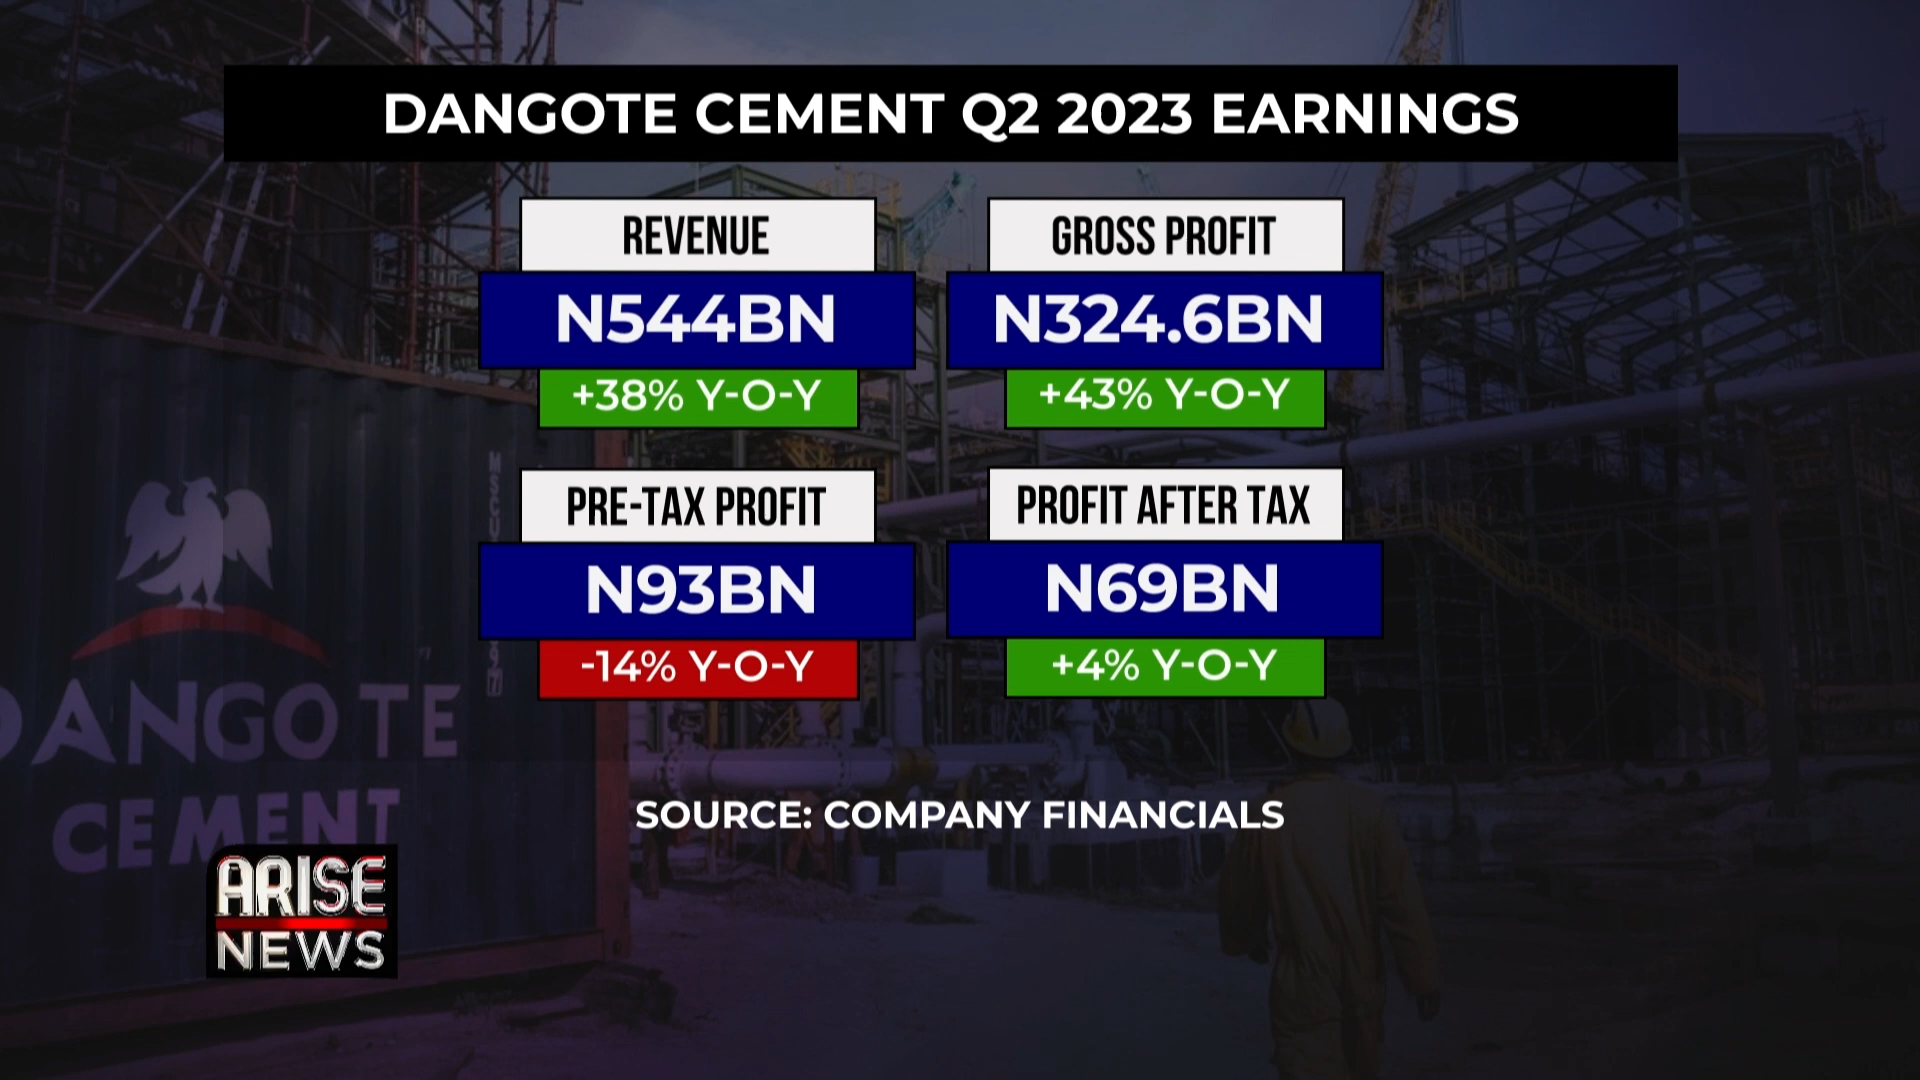 DANGOTE CEMENT Q2 2023 EARNINGS
REVENUE
N544BN
+38% Y-O-Y
GROSS PROFIT
N324.6BN
+43% Y-O-Y
PRE-TAX PROFIT
N93BN
-14% Y-O-Y
PROFIT AFTER TAX
N69BN
+4% Y-O-Y
SOURCE: COMPANY FINANCIALS
DANGOTE
CEMENT
ARISE
NEWS